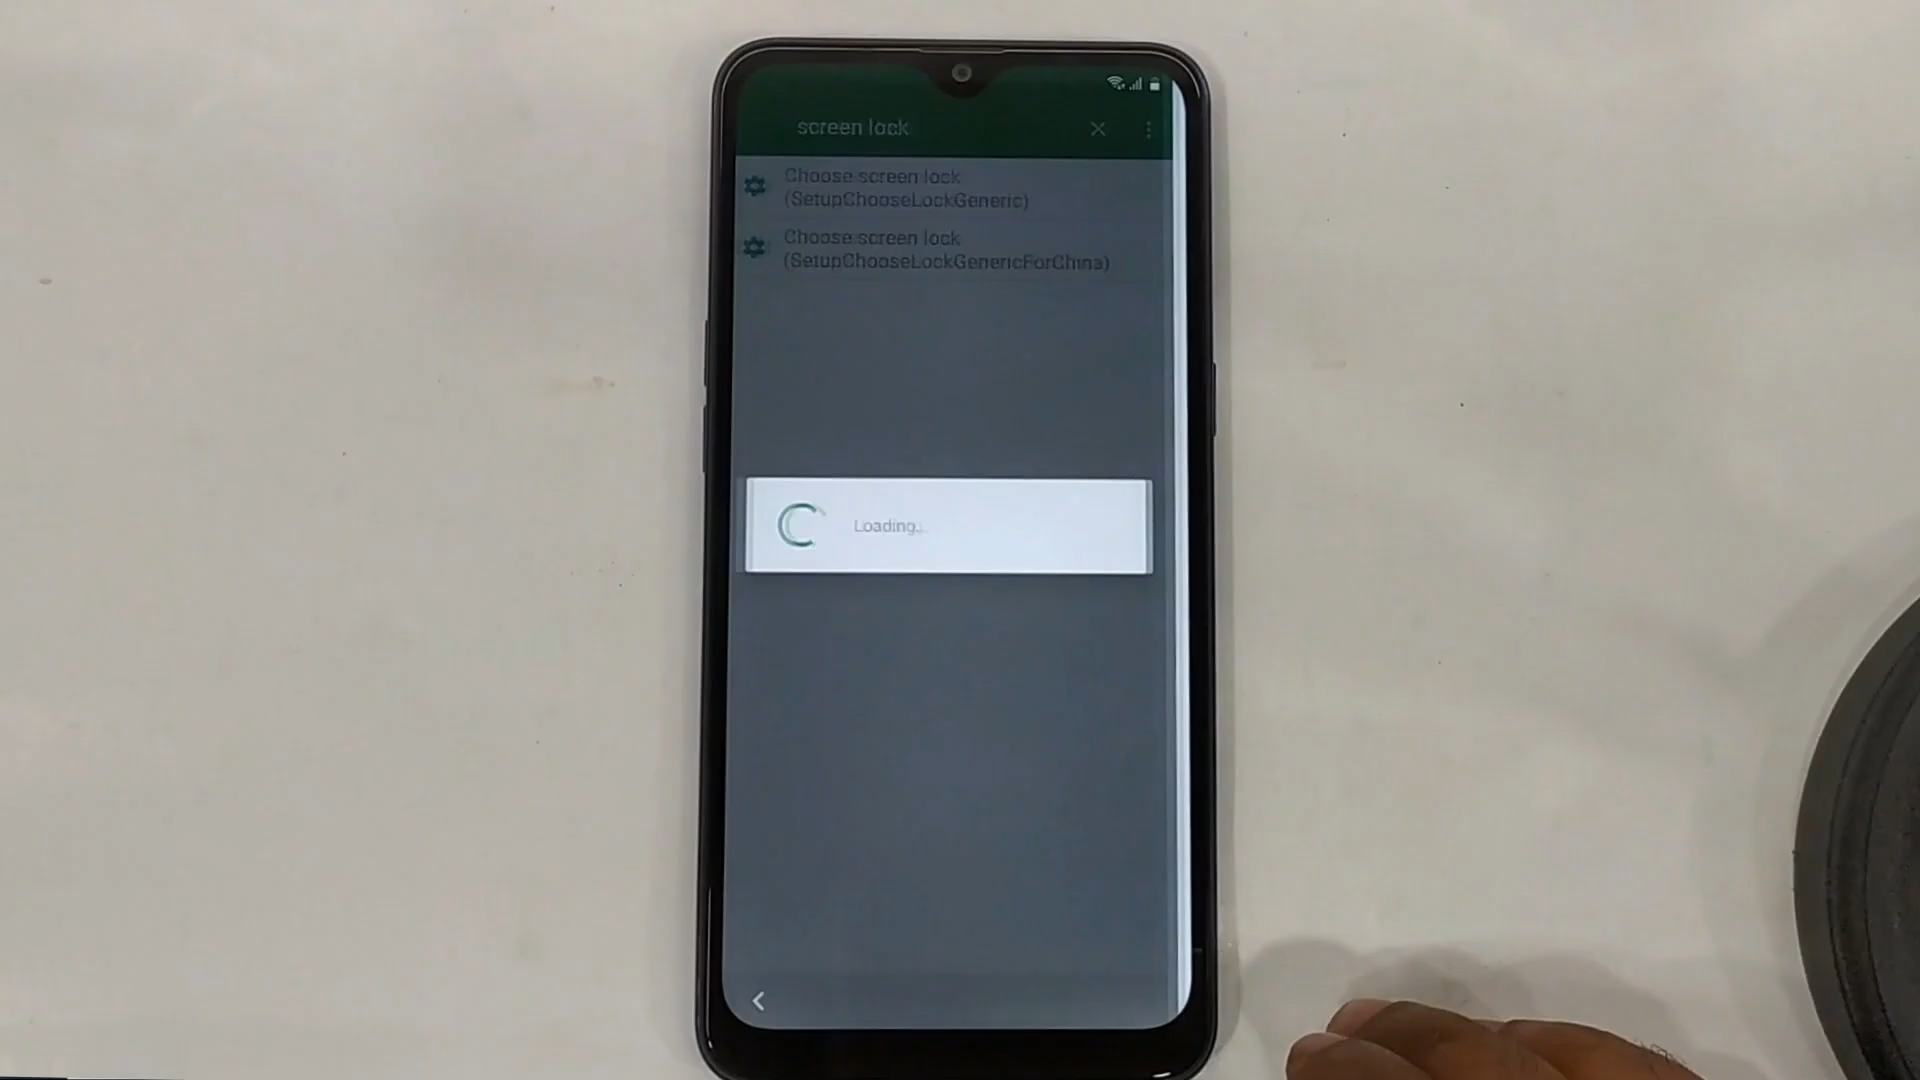 screen lock
Choose screen lock
(SetupChooseLockGeneric)
Choose screen lock
(SetupChooseLockGenericForChina)
Loading...